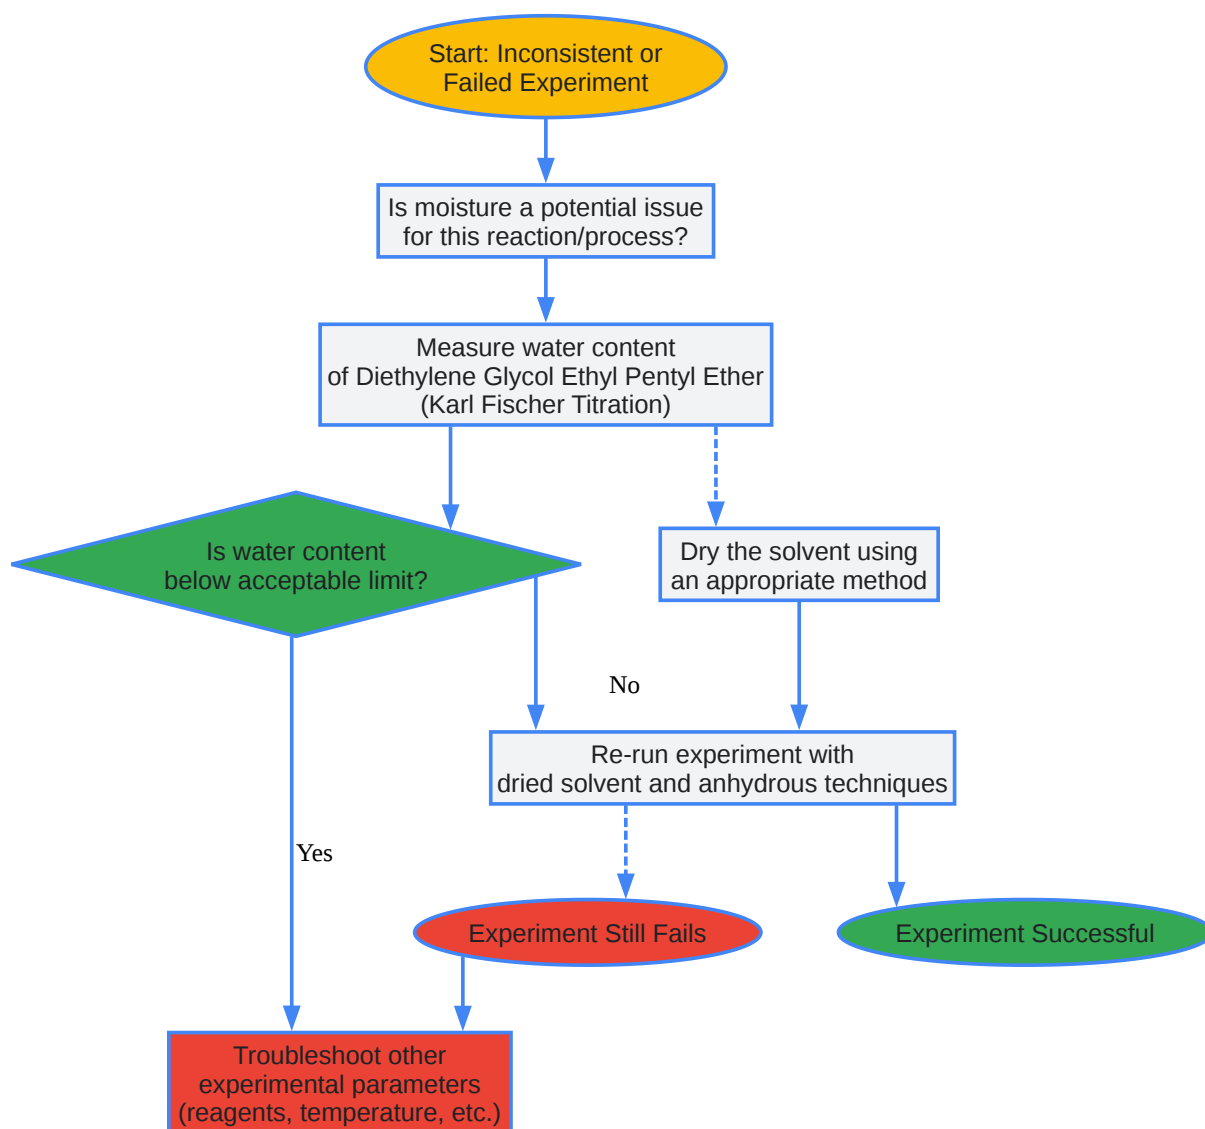 Start: Inconsistent or
Failed Experiment
Is moisture a potential issue
for this reaction/process?
Measure water content
of Diethylene Glycol Ethyl Pentyl Ether
(Karl Fischer Titration)
Is water content
below acceptable limit?
Dry the solvent using
an appropriate method
No
Re-run experiment with
dried solvent and anhydrous techniques
Yes
Experiment Still Fails
Experiment Successful
Troubleshoot other
experimental parameters
(reagents, temperature, etc.)